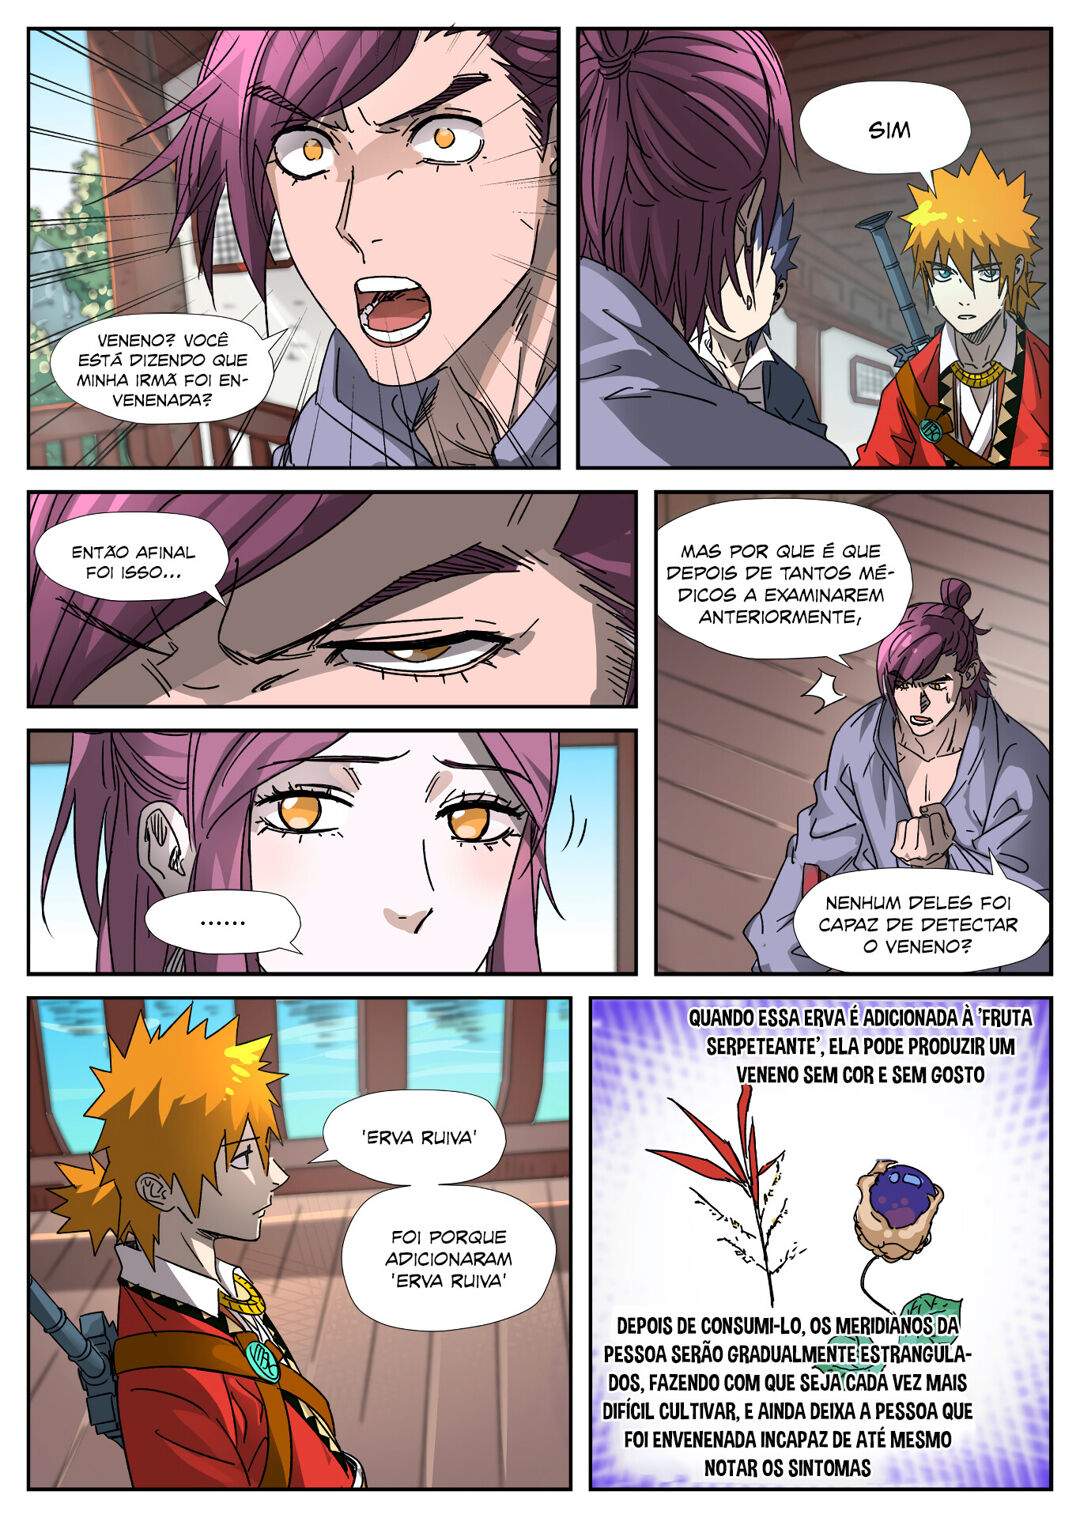 VENENO? VOCÊ
ESTÁ DIZENDO QUE
MINHA IRMÃ FOI EN-
VENENADA?
SIM
ENTÃO AFINAL
FOI ISSO...
MAS POR QUE É QUE
DEPOIS DE TANTOS MÉ-
DICOS A EXAMINAREM
ANTERIORMENTE,
NENHUM DELES FOI
CAPAZ DE DETECTAR
O VENENO?
......
'ERVA RUIVA'
FOI PORQUE
ADICIONARAM
'ERVA RUIVA'
QUANDO ESSA ERVA É ADICIONADA À 'FRUTA
SERPETEANTE', ELA PODE PRODUZIR UM
VENENO SEM COR E SEM GOSTO
DEPOIS DE CONSUMI-LO, OS MERIDIANOS DA
PESSOA SERÃO GRADUALMENTE ESTRANGULA-
DOS, FAZENDO COM QUE SEJA CADA VEZ MAIS
DIFÍCIL CULTIVAR, E AINDA DEIXA A PESSOA QUE
FOI ENVENENADA INCAPAZ DE ATÉ MESMO
NOTAR OS SINTOMAS